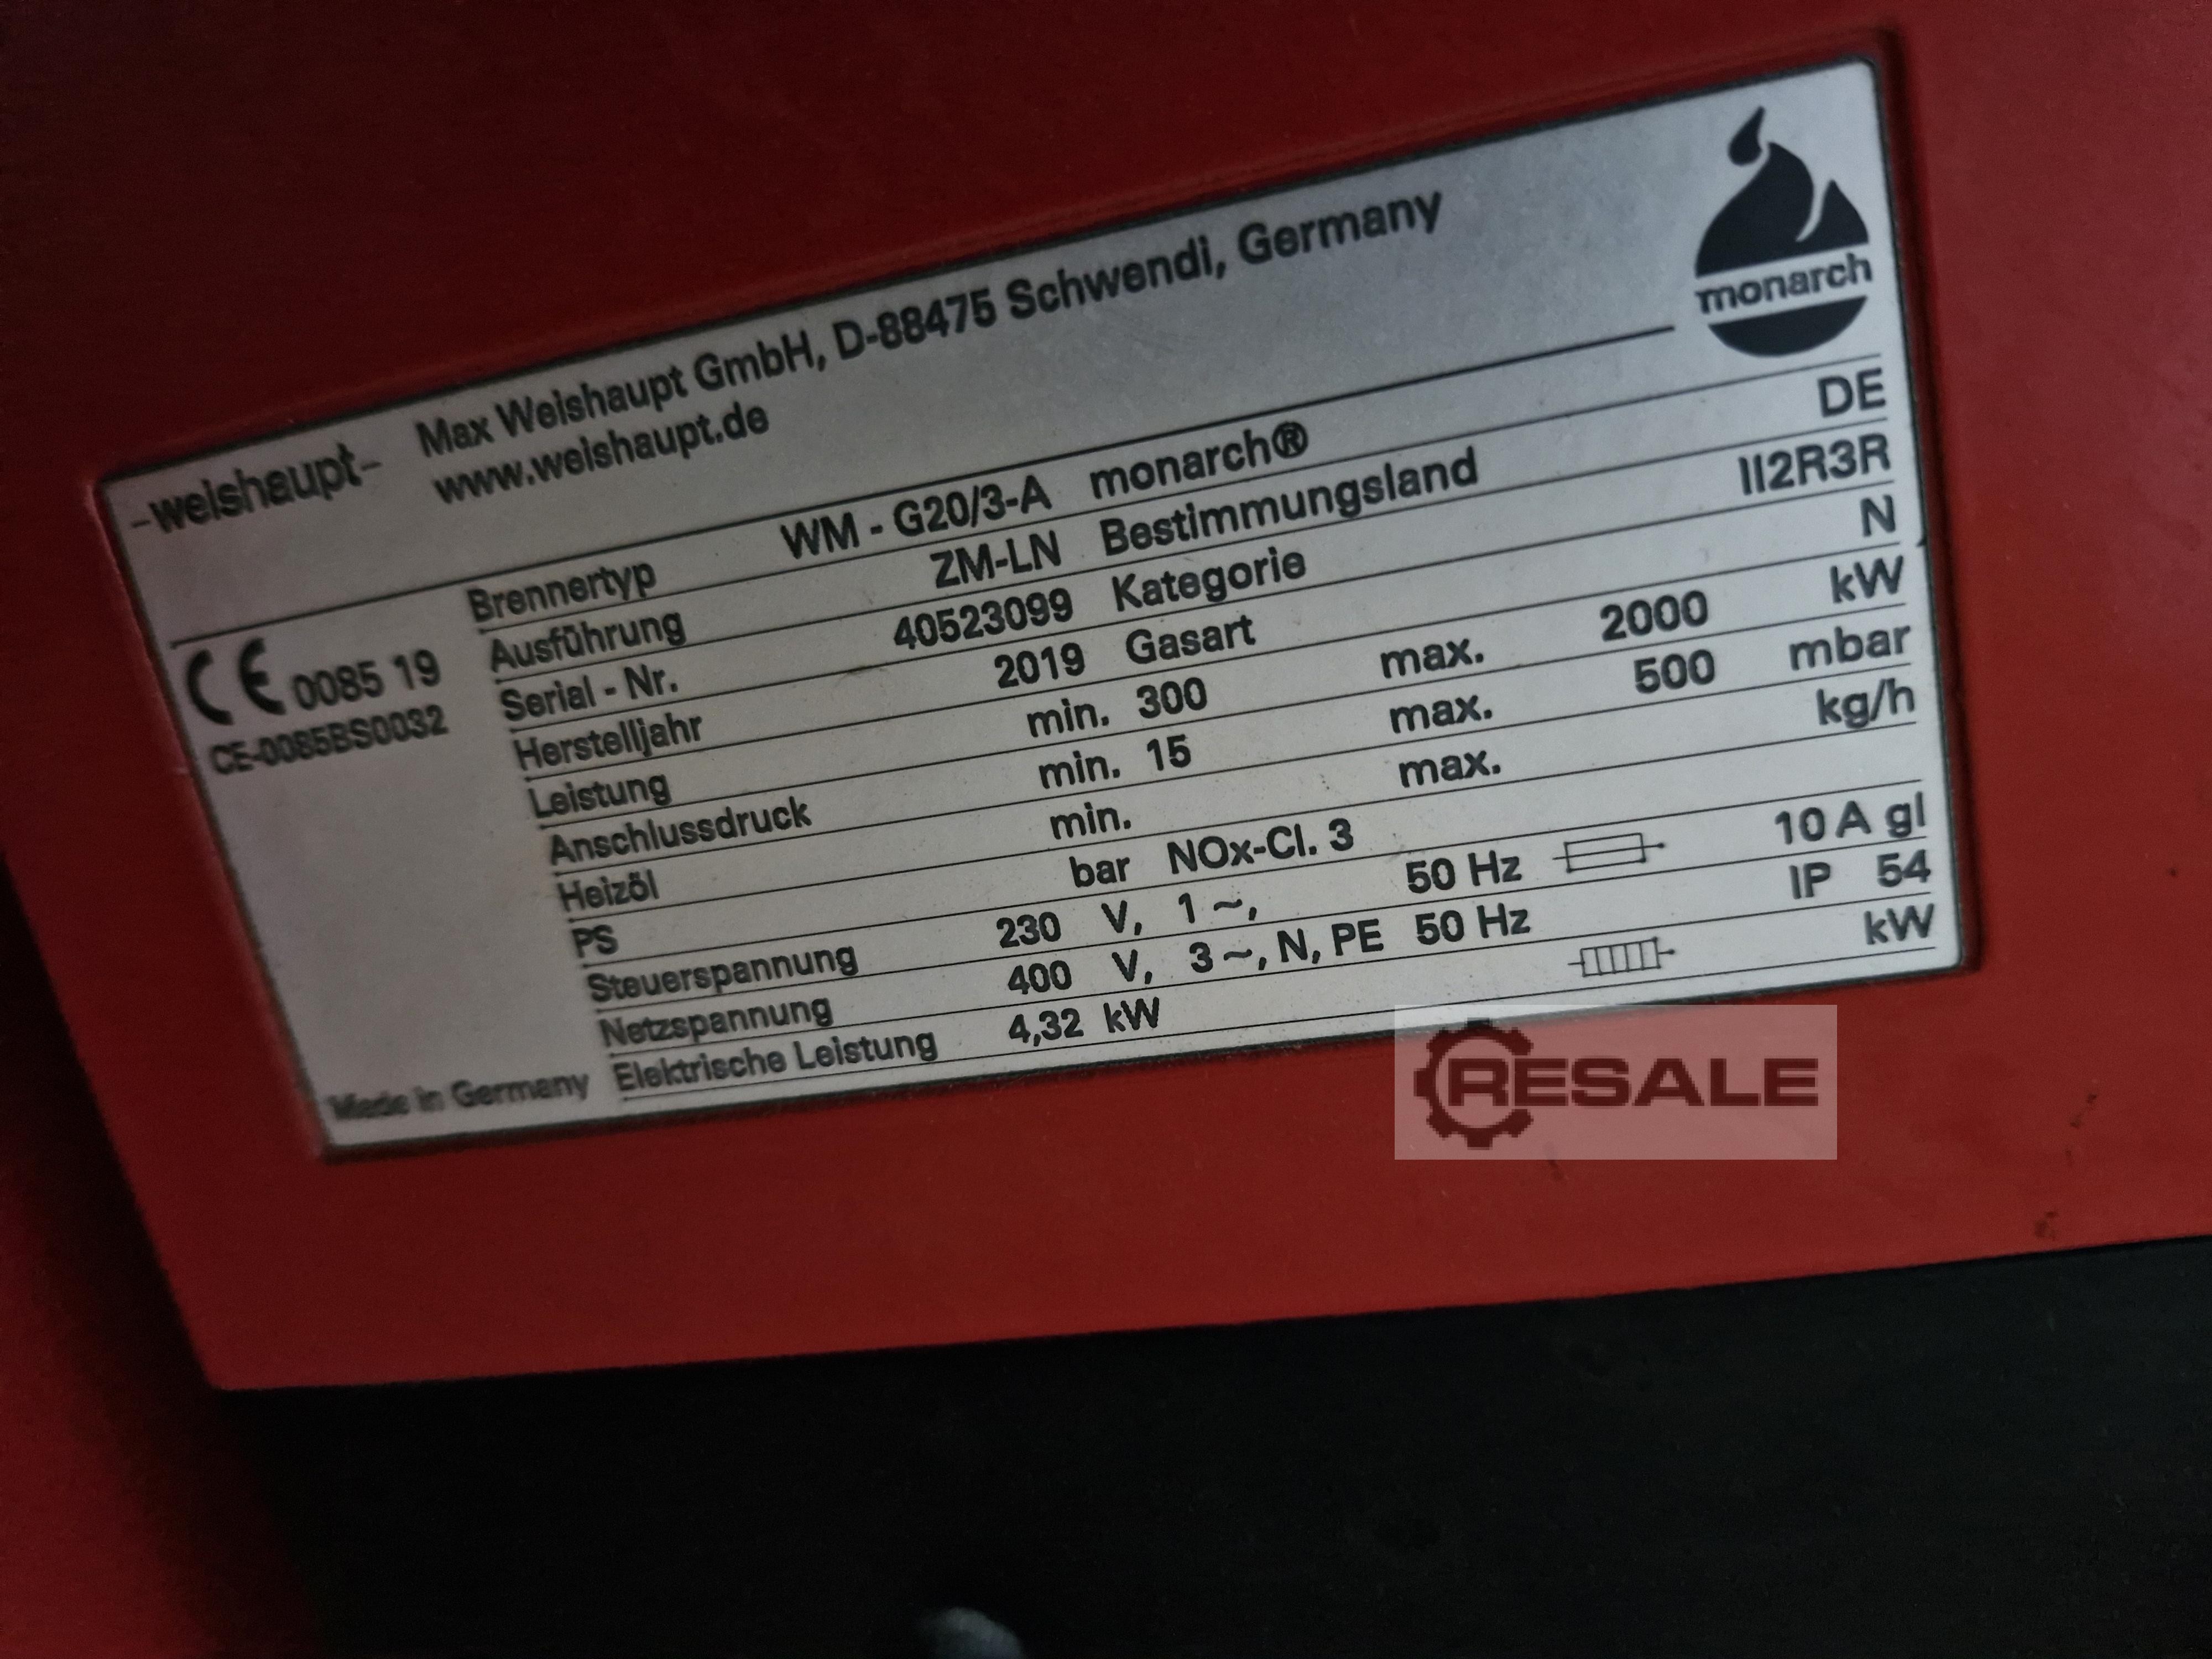 -weishaupt- Max Weishaupt GmbH, D-88475 Schwendi, Germany
www.weishaupt.de
monarch
CE 0085 19
CE-0085BS0032
Brennertyp WM - G20/3-A monarch®
Ausführung ZM-LN Bestimmungsland DE
Serial - Nr. 40523099 Kategorie II2R3R
Herstelljahr 2019 Gasart N
Leistung min. 300 max. 2000 kW
Anschlussdruck min. 15 max. 500 mbar
Heizöl min. max. kg/h
PS bar NOx-Cl. 3
Steuerspannung 230 V, 1 ~, 50 Hz 10 A gl
Netzspannung 400 V, 3 ~, N, PE 50 Hz IP 54
Elektrische Leistung 4,32 kW kW
Made in Germany
RESALE